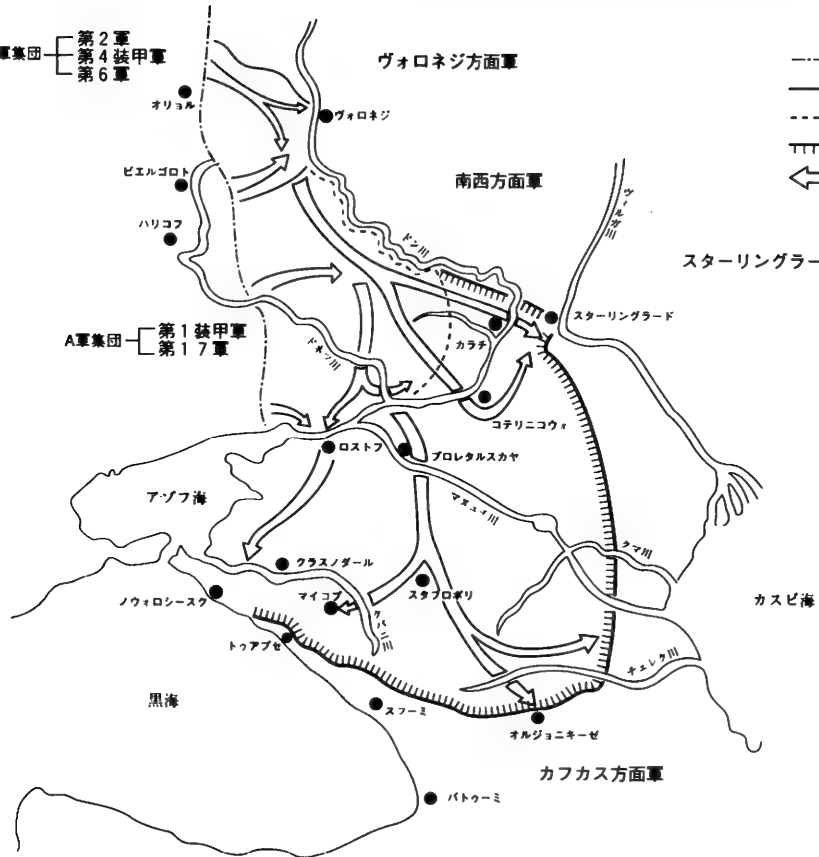 軍集団
第2軍
第4装甲軍
第6軍
ヴォロネジ方面軍
オリョル
ヴォロネジ
ビエルゴロト
南西方面軍
ハリコフ
ヴォルガ川
ドン川
スターリングラー
スターリングラード
A軍集団
第1装甲軍
第17軍
カラチ
ドネツ川
コテリニコウィ
ロストフ
プロレタルスカヤ
アゾフ海
マヌュイ川
クマ川
クラスノダール
スタブロポリ
ノウォロシースク
マイコプ
クバニ川
カスピ海
トゥアプセ
チェレク川
黒海
スフーミ
オルジョニキーゼ
カフカス方面軍
バトゥーミ